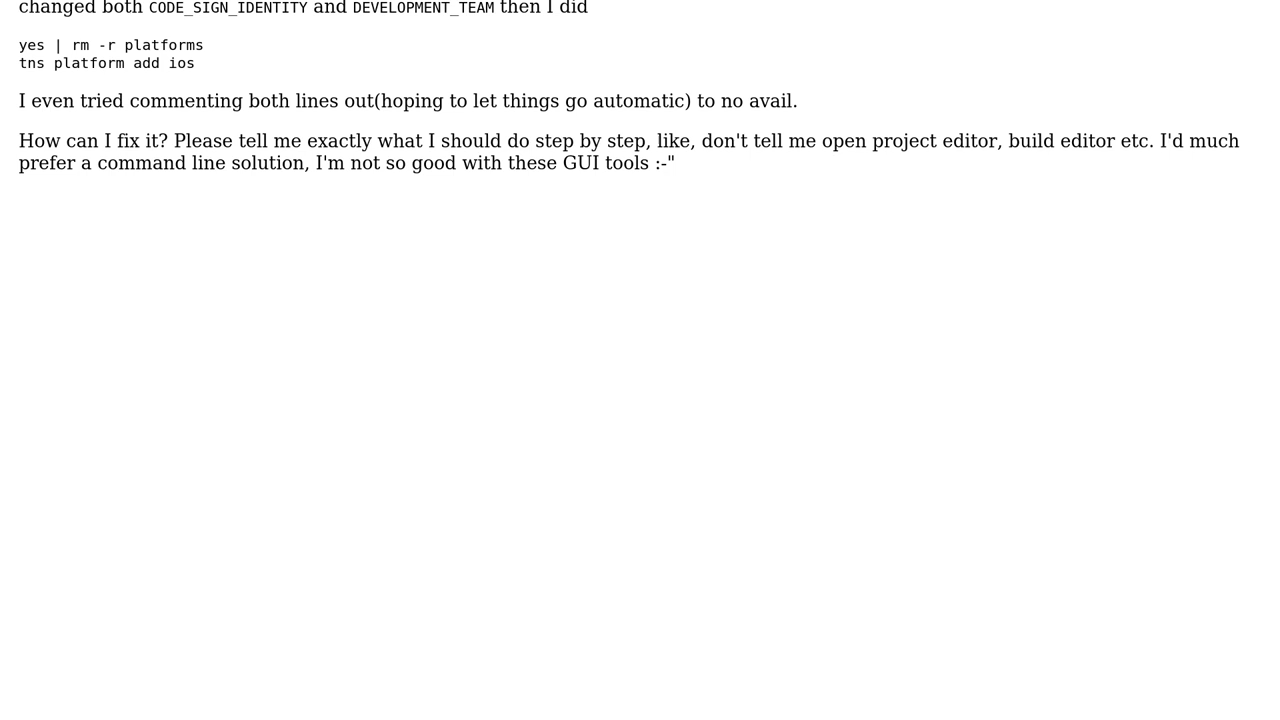 changed both CODE_SIGN_IDENTITY and DEVELOPMENT_TEAM then I did
yes | rm -r platforms
tns platform add ios
I even tried commenting both lines out(hoping to let things go automatic) to no avail.
How can I fix it? Please tell me exactly what I should do step by step, like, don't tell me open project editor, build editor etc. I'd much
prefer a command line solution, I'm not so good with these GUI tools :-"